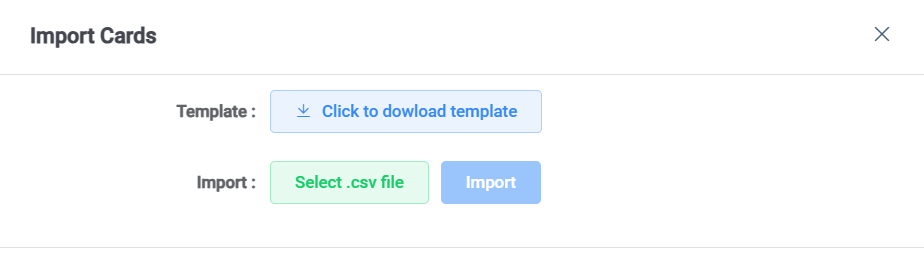 Import Cards
Template : Click to dowload template
Import : Select .csv file Import